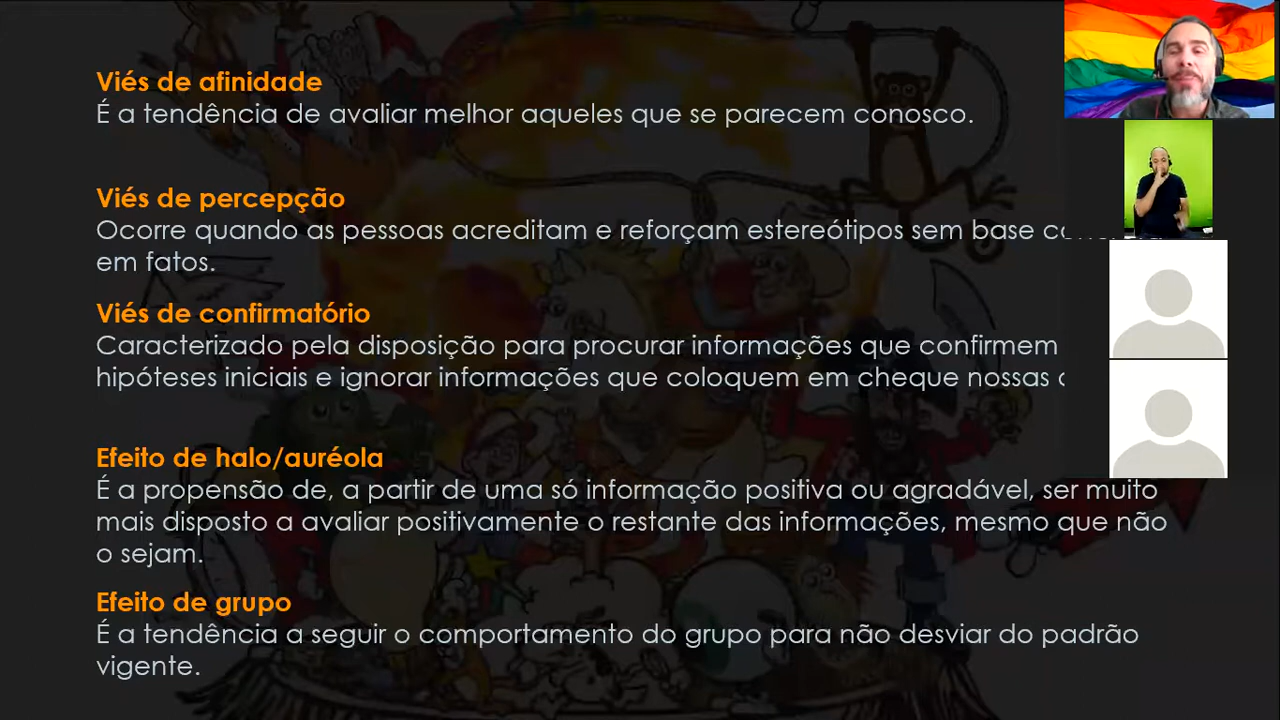 Viés de afinidade
É a tendência de avaliar melhor aqueles que se parecem conosco.
Viés de percepção
Ocorre quando as pessoas acreditam e reforçam estereótipos sem base
em fatos.
Viés de confirmatório
Caracterizado pela disposição para procurar informações que confirmem
hipóteses iniciais e ignorar informações que coloquem em cheque nossas
Efeito de halo/auréola
É a propensão de, a partir de uma só informação positiva ou agradável, ser muito
mais disposto a avaliar positivamente o restante das informações, mesmo que não
o sejam.
Efeito de grupo
É a tendência a seguir o comportamento do grupo para não desviar do padrão
vigente.